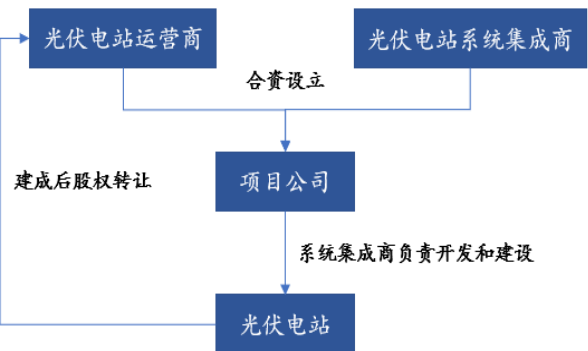 光伏电站运营商
光伏电站系统集成商
合资设立
建成后股权转让
项目公司
系统集成商负责开发和建设
光伏电站